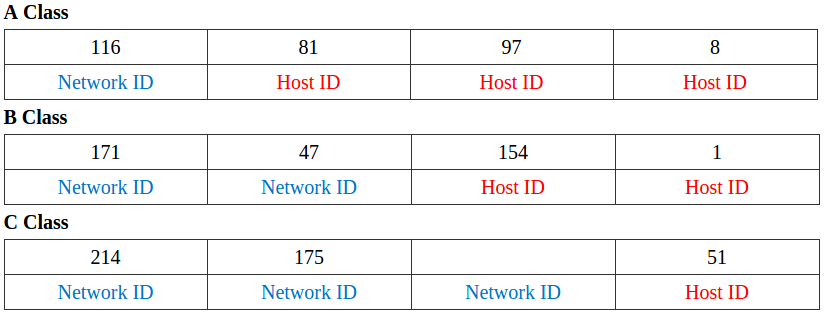 A Class
116 81 97 8
Network ID Host ID Host ID Host ID
B Class
171 47 154 1
Network ID Network ID Host ID Host ID
C Class
214 175 51
Network ID Network ID Network ID Host ID